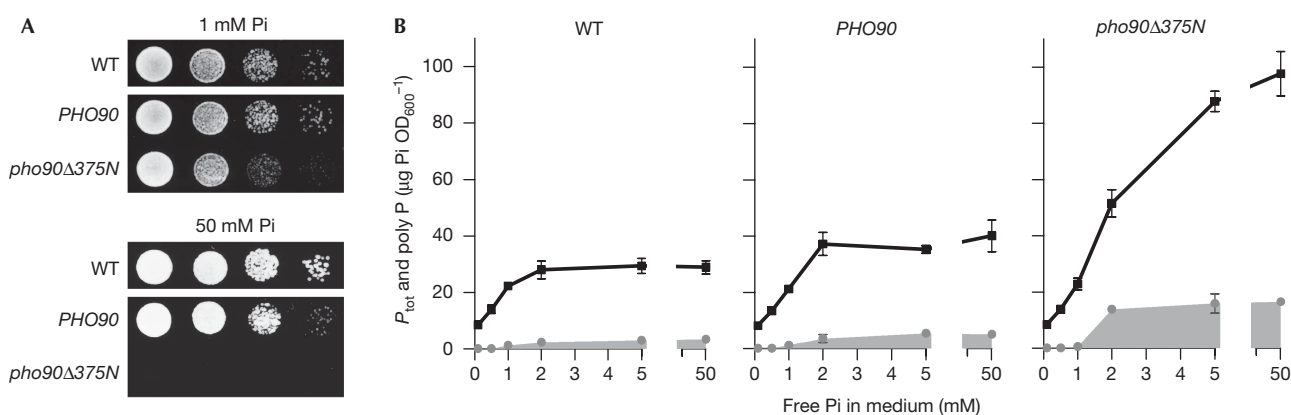 A
1 mM Pi
WT
PHO90
pho90Δ375N
50 mM Pi
WT
PHO90
pho90Δ375N
B
WT
PHO90
pho90Δ375N
Ptot and poly P (μg Pi OD600−1)
100
80
60
40
20
0
0 1 2 3 4 5 50
0 1 2 3 4 5 50
0 1 2 3 4 5 50
Free Pi in medium (mM)